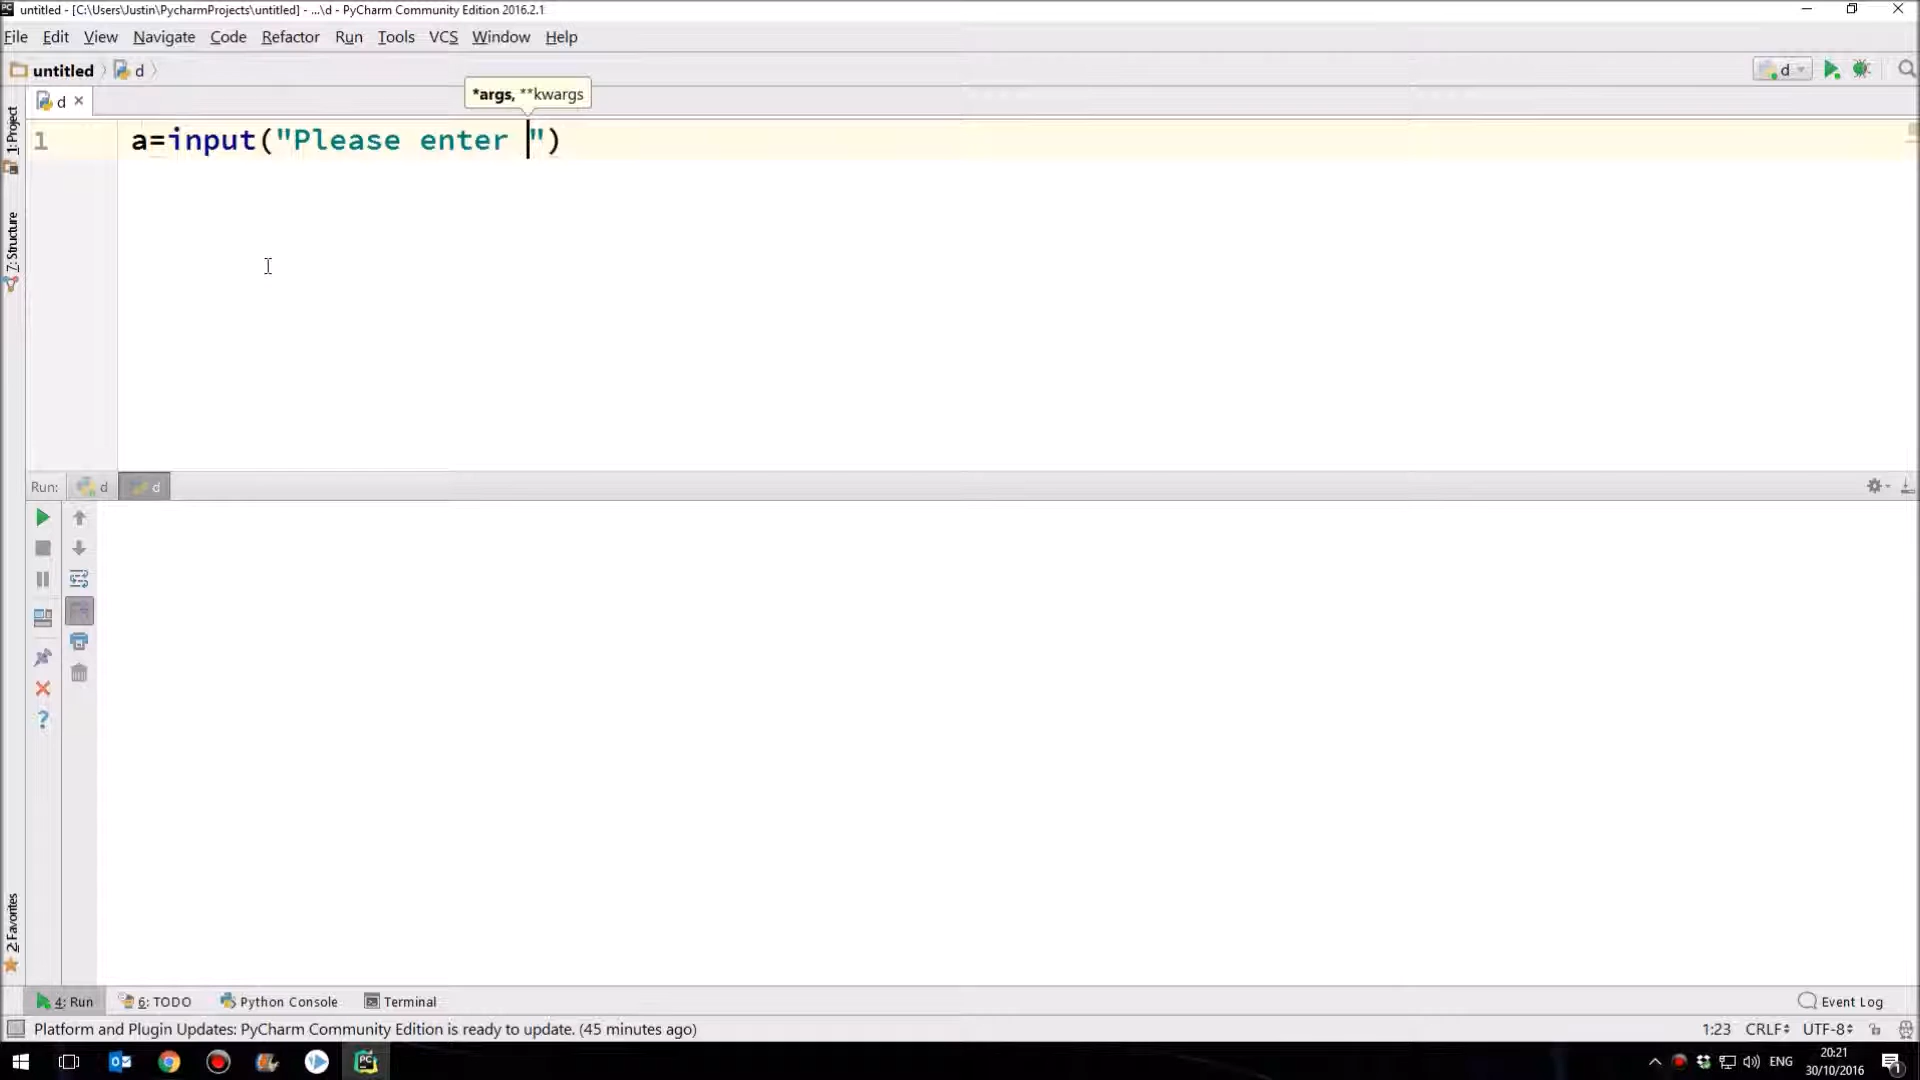 untitled - [C:\Users\Justin\PycharmProjects\untitled] - ...\d - PyCharm Community Edition 2016.2.1
File Edit View Navigate Code Refactor Run Tools VCS Window Help
untitled d
d
*args, **kwargs
d
1: Project
1 a=input("Please enter ")
7: Structure
Run: d d
2: Favorites
4: Run 6: TODO Python Console Terminal Event Log
Platform and Plugin Updates: PyCharm Community Edition is ready to update. (45 minutes ago) 1:23 CRLF UTF-8
ENG 20:21
30/10/2016